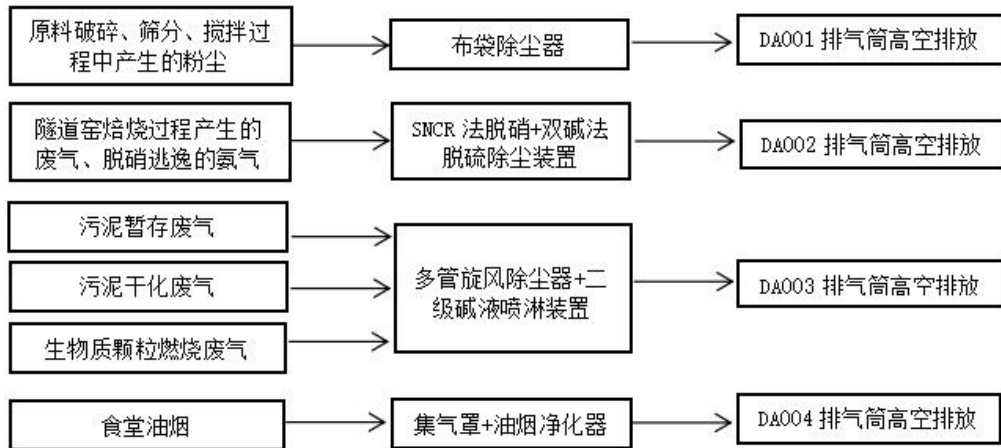 原料破碎、筛分、搅拌过
程中产生的粉尘
布袋除尘器
DA001 排气筒高空排放
隧道窑焙烧过程产生的
废气、脱硝逃逸的氨气
SNCR 法脱硝+双碱法
脱硫除尘装置
DA002 排气筒高空排放
污泥暂存废气
污泥干化废气
生物质颗粒燃烧废气
多管旋风除尘器+二
级碱液喷淋装置
DA003 排气筒高空排放
食堂油烟
集气罩+油烟净化器
DA004 排气筒高空排放